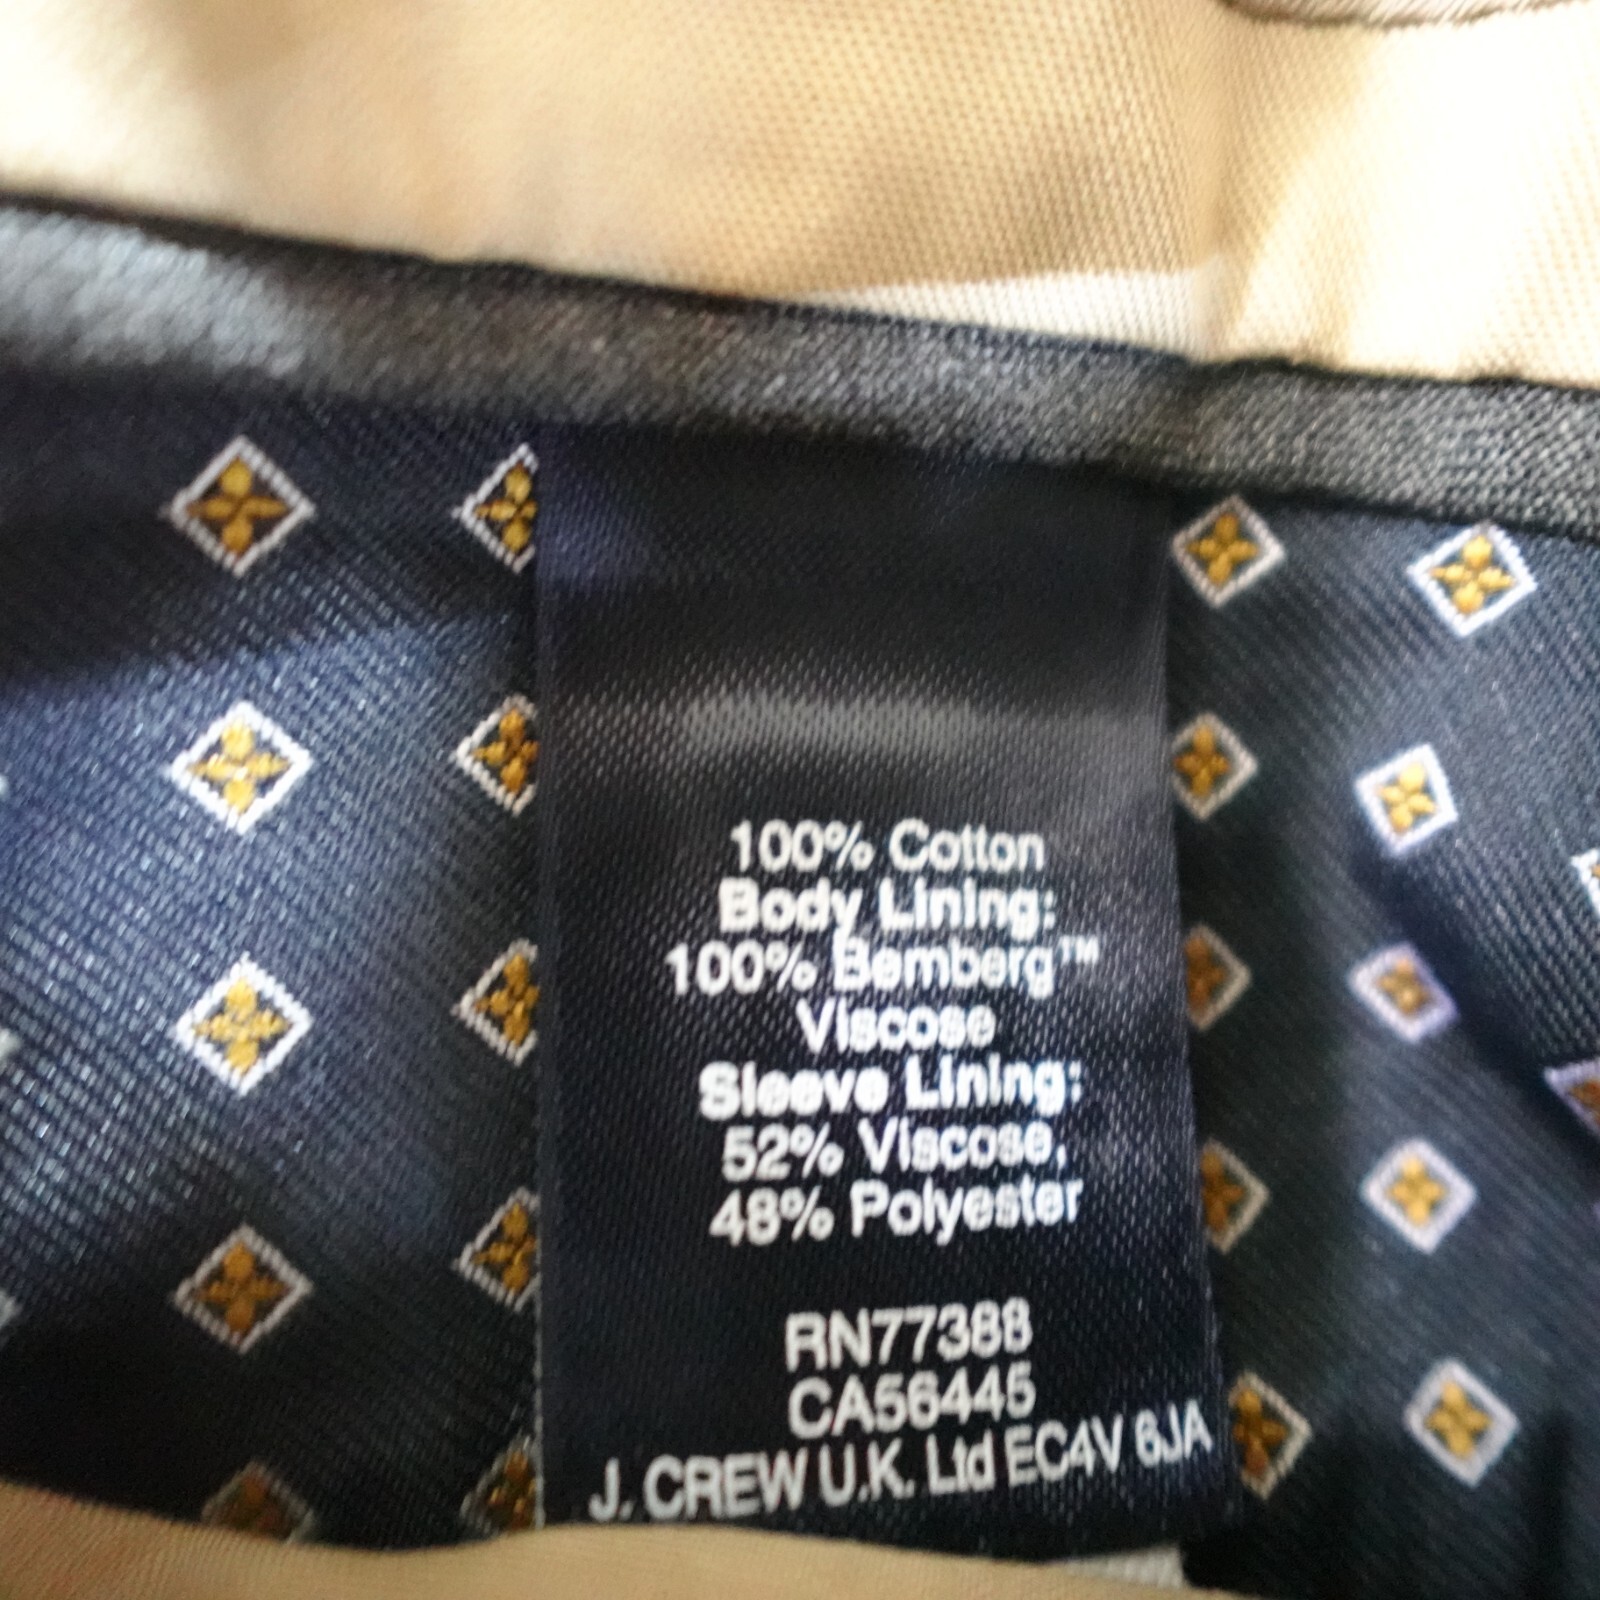 100% Cotton
Body Lining:
100% Bemberg™
Viscose
Sleeve Lining:
52% Viscose,
48% Polyester
RN77388
CA56445
J. CREW U.K. Ltd EC4V 6JA